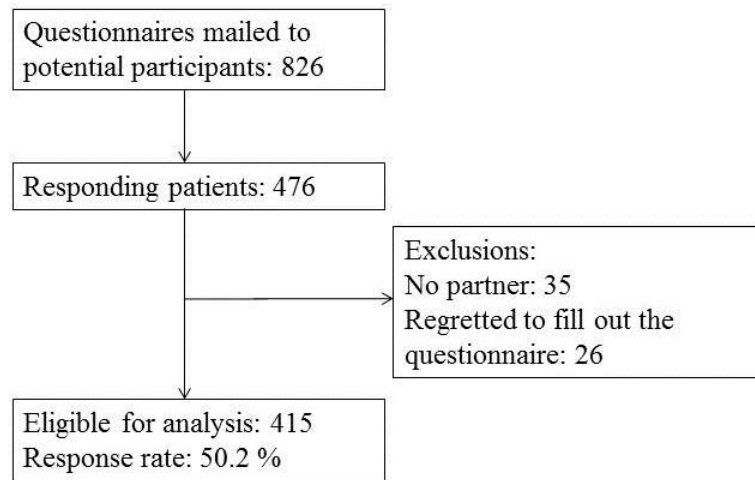 Questionnaires mailed to
potential participants: 826
Responding patients: 476
Exclusions:
No partner: 35
Regretted to fill out the
questionnaire: 26
Eligible for analysis: 415
Response rate: 50.2 %